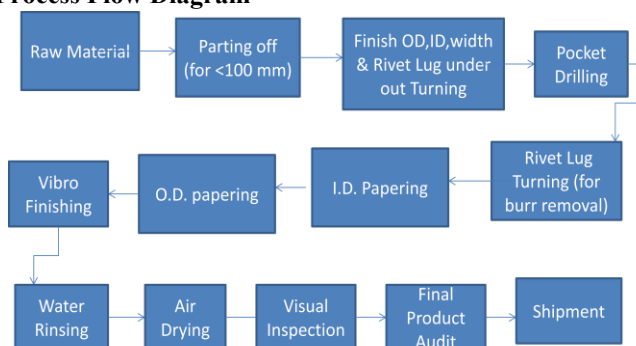 Process Flow Diagram
Raw Material
Parting off
(for <100 mm)
Finish OD,ID,width
& Rivet Lug under
out Turning
Pocket
Drilling
Rivet Lug
Turning (for
burr removal)
I.D. Papering
O.D. papering
Vibro
Finishing
Water
Rinsing
Air
Drying
Visual
Inspection
Final
Product
Audit
Shipment